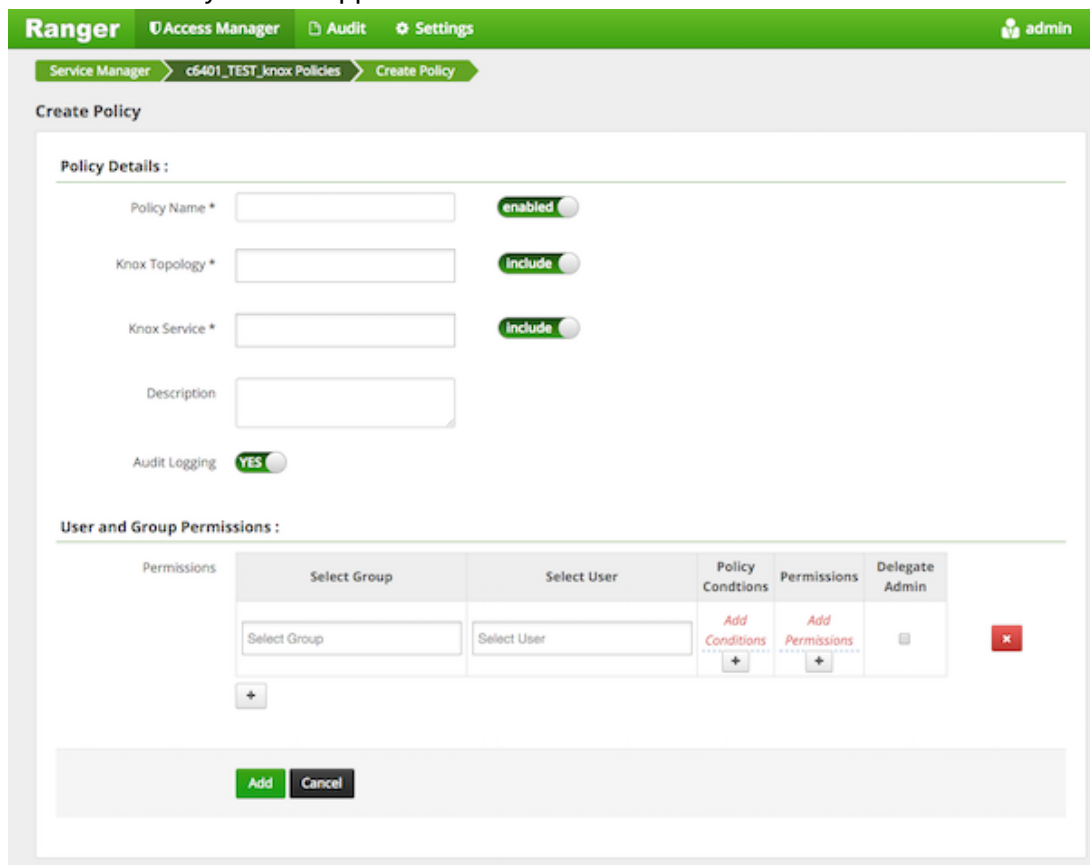 Ranger Access Manager Audit Settings admin
Service Manager c6401_TEST_knox Policies Create Policy
Create Policy
Policy Details :
Policy Name * enabled
Knox Topology * include
Knox Service * include
Description
Audit Logging YES
User and Group Permissions :
Permissions Select Group Select User Policy Condtions Permissions Delegate Admin
Select Group Select User Add Conditions Add Permissions
+ +
+
Add Cancel